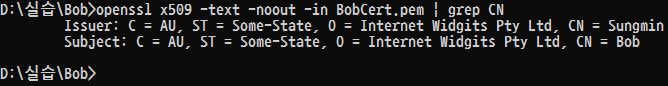 D:\실습\Bob>openssl x509 -text -noout -in BobCert.pem | grep CN
Issuer: C = AU, ST = Some-State, O = Internet Widgits Pty Ltd, CN = Sungmin
Subject: C = AU, ST = Some-State, O = Internet Widgits Pty Ltd, CN = Bob
D:\실습\Bob>